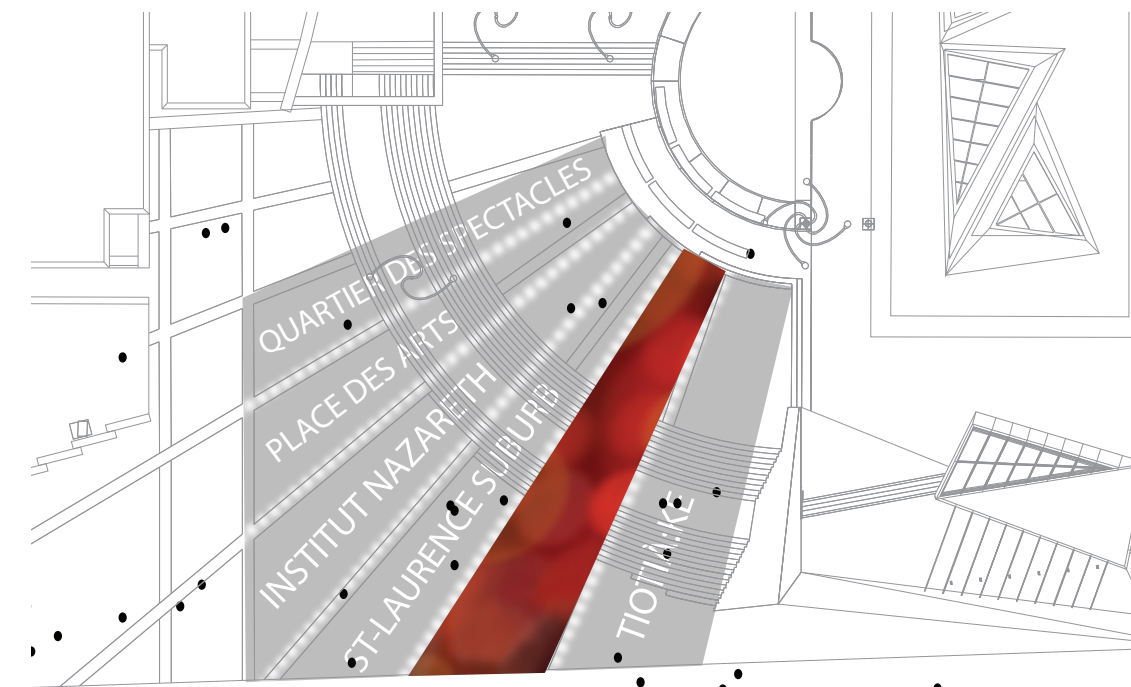 QUARTIER DES SPECTACLES
PLACE DES ARTS
INSTITUT NAZARETH
ST-LAURENCE SUBURB
TIOTIA:KE